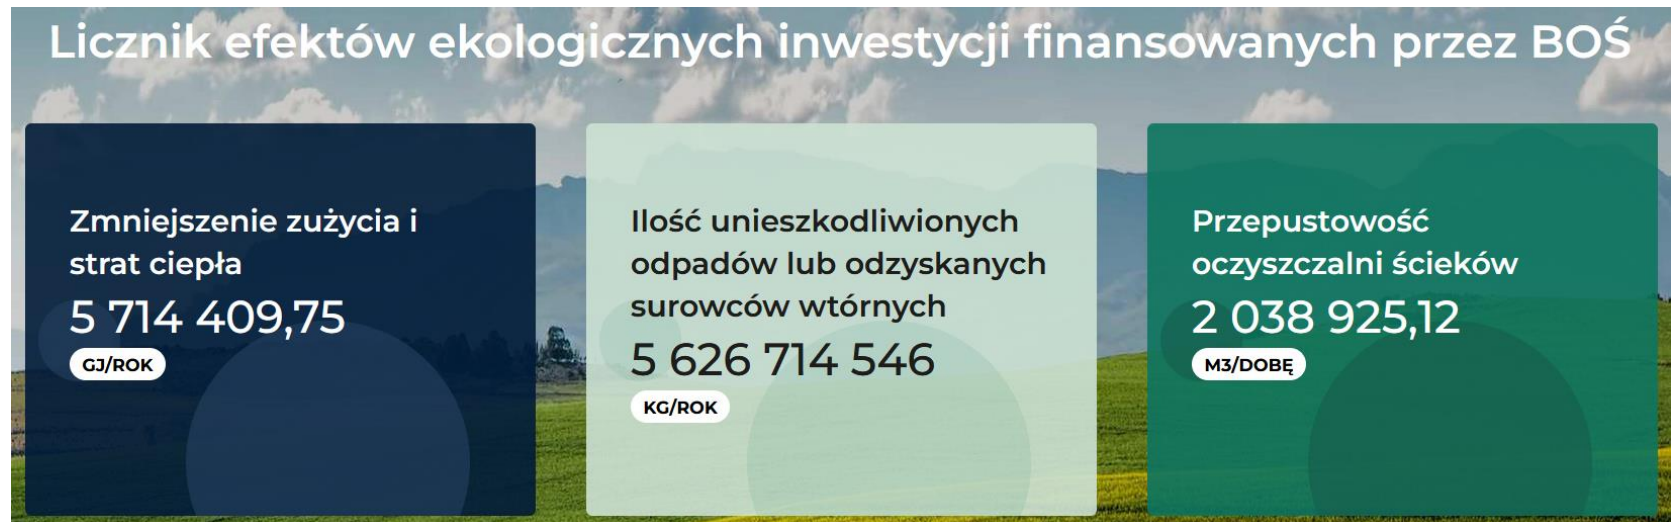 Licznik efektów ekologicznych inwestycji finansowanych przez BOŚ
Zmniejszenie zużycia i
strat ciepła
5 714 409,75
GJ/ROK
Ilość unieszkodliwionych
odpadów lub odzyskanych
surowców wtórnych
5 626 714 546
KG/ROK
Przepustowość
oczyszczalni ścieków
2 038 925,12
M3/DOBĘ